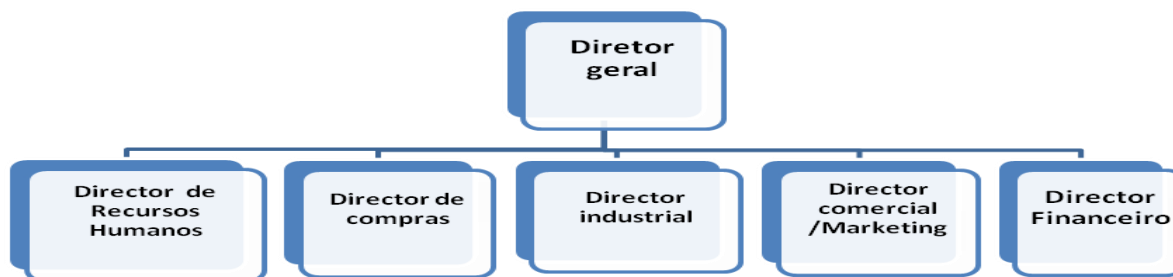 Diretor
geral
Director de
Recursos
Humanos
Director de
compras
Director
industrial
Director
comercial
/Marketing
Director
Financeiro